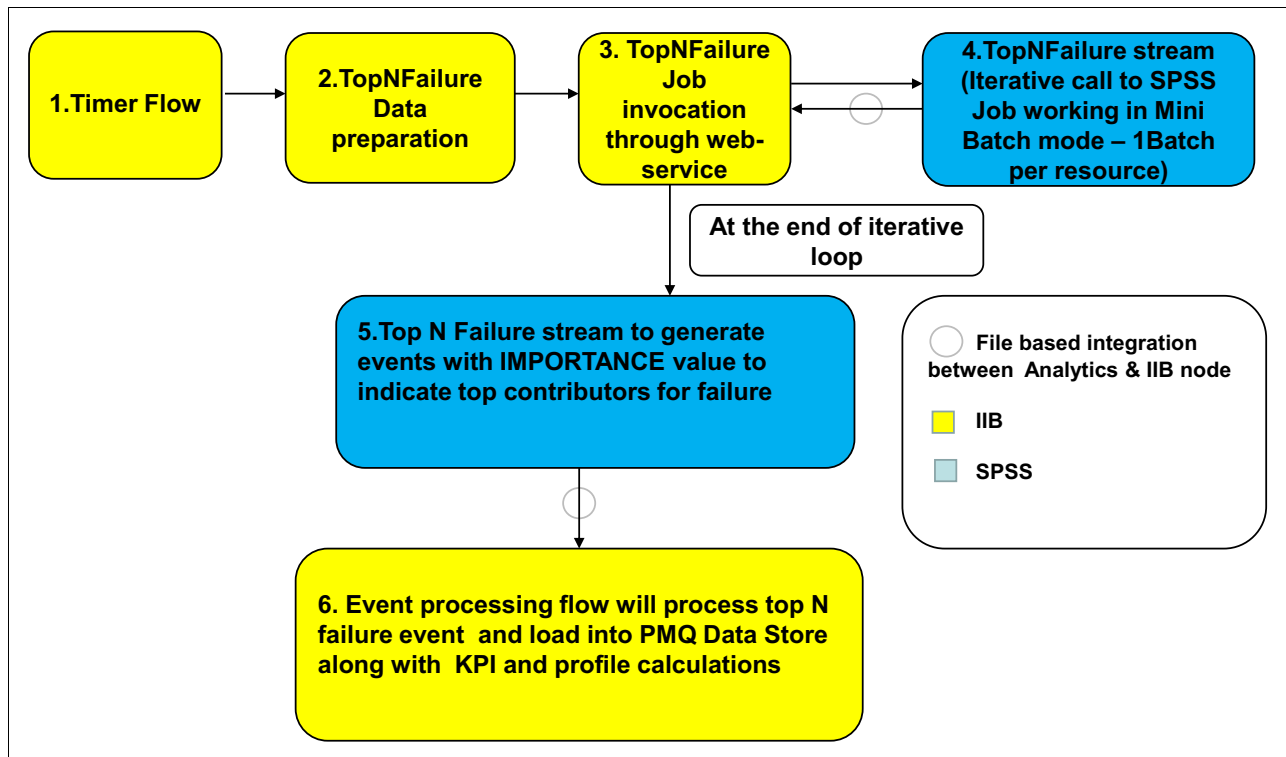 1.Timer Flow
2.TopNFailure
Data
preparation
3. TopNFailure
Job
invocation
through web-
service
4.TopNFailure stream
(Iterative call to SPSS
Job working in Mini
Batch mode – 1Batch
per resource)
At the end of iterative
loop
5.Top N Failure stream to generate
events with IMPORTANCE value to
indicate top contributors for failure
File based integration
between Analytics & IIB node
IIB
SPSS
6. Event processing flow will process top N
failure event and load into PMQ Data Store
along with KPI and profile calculations